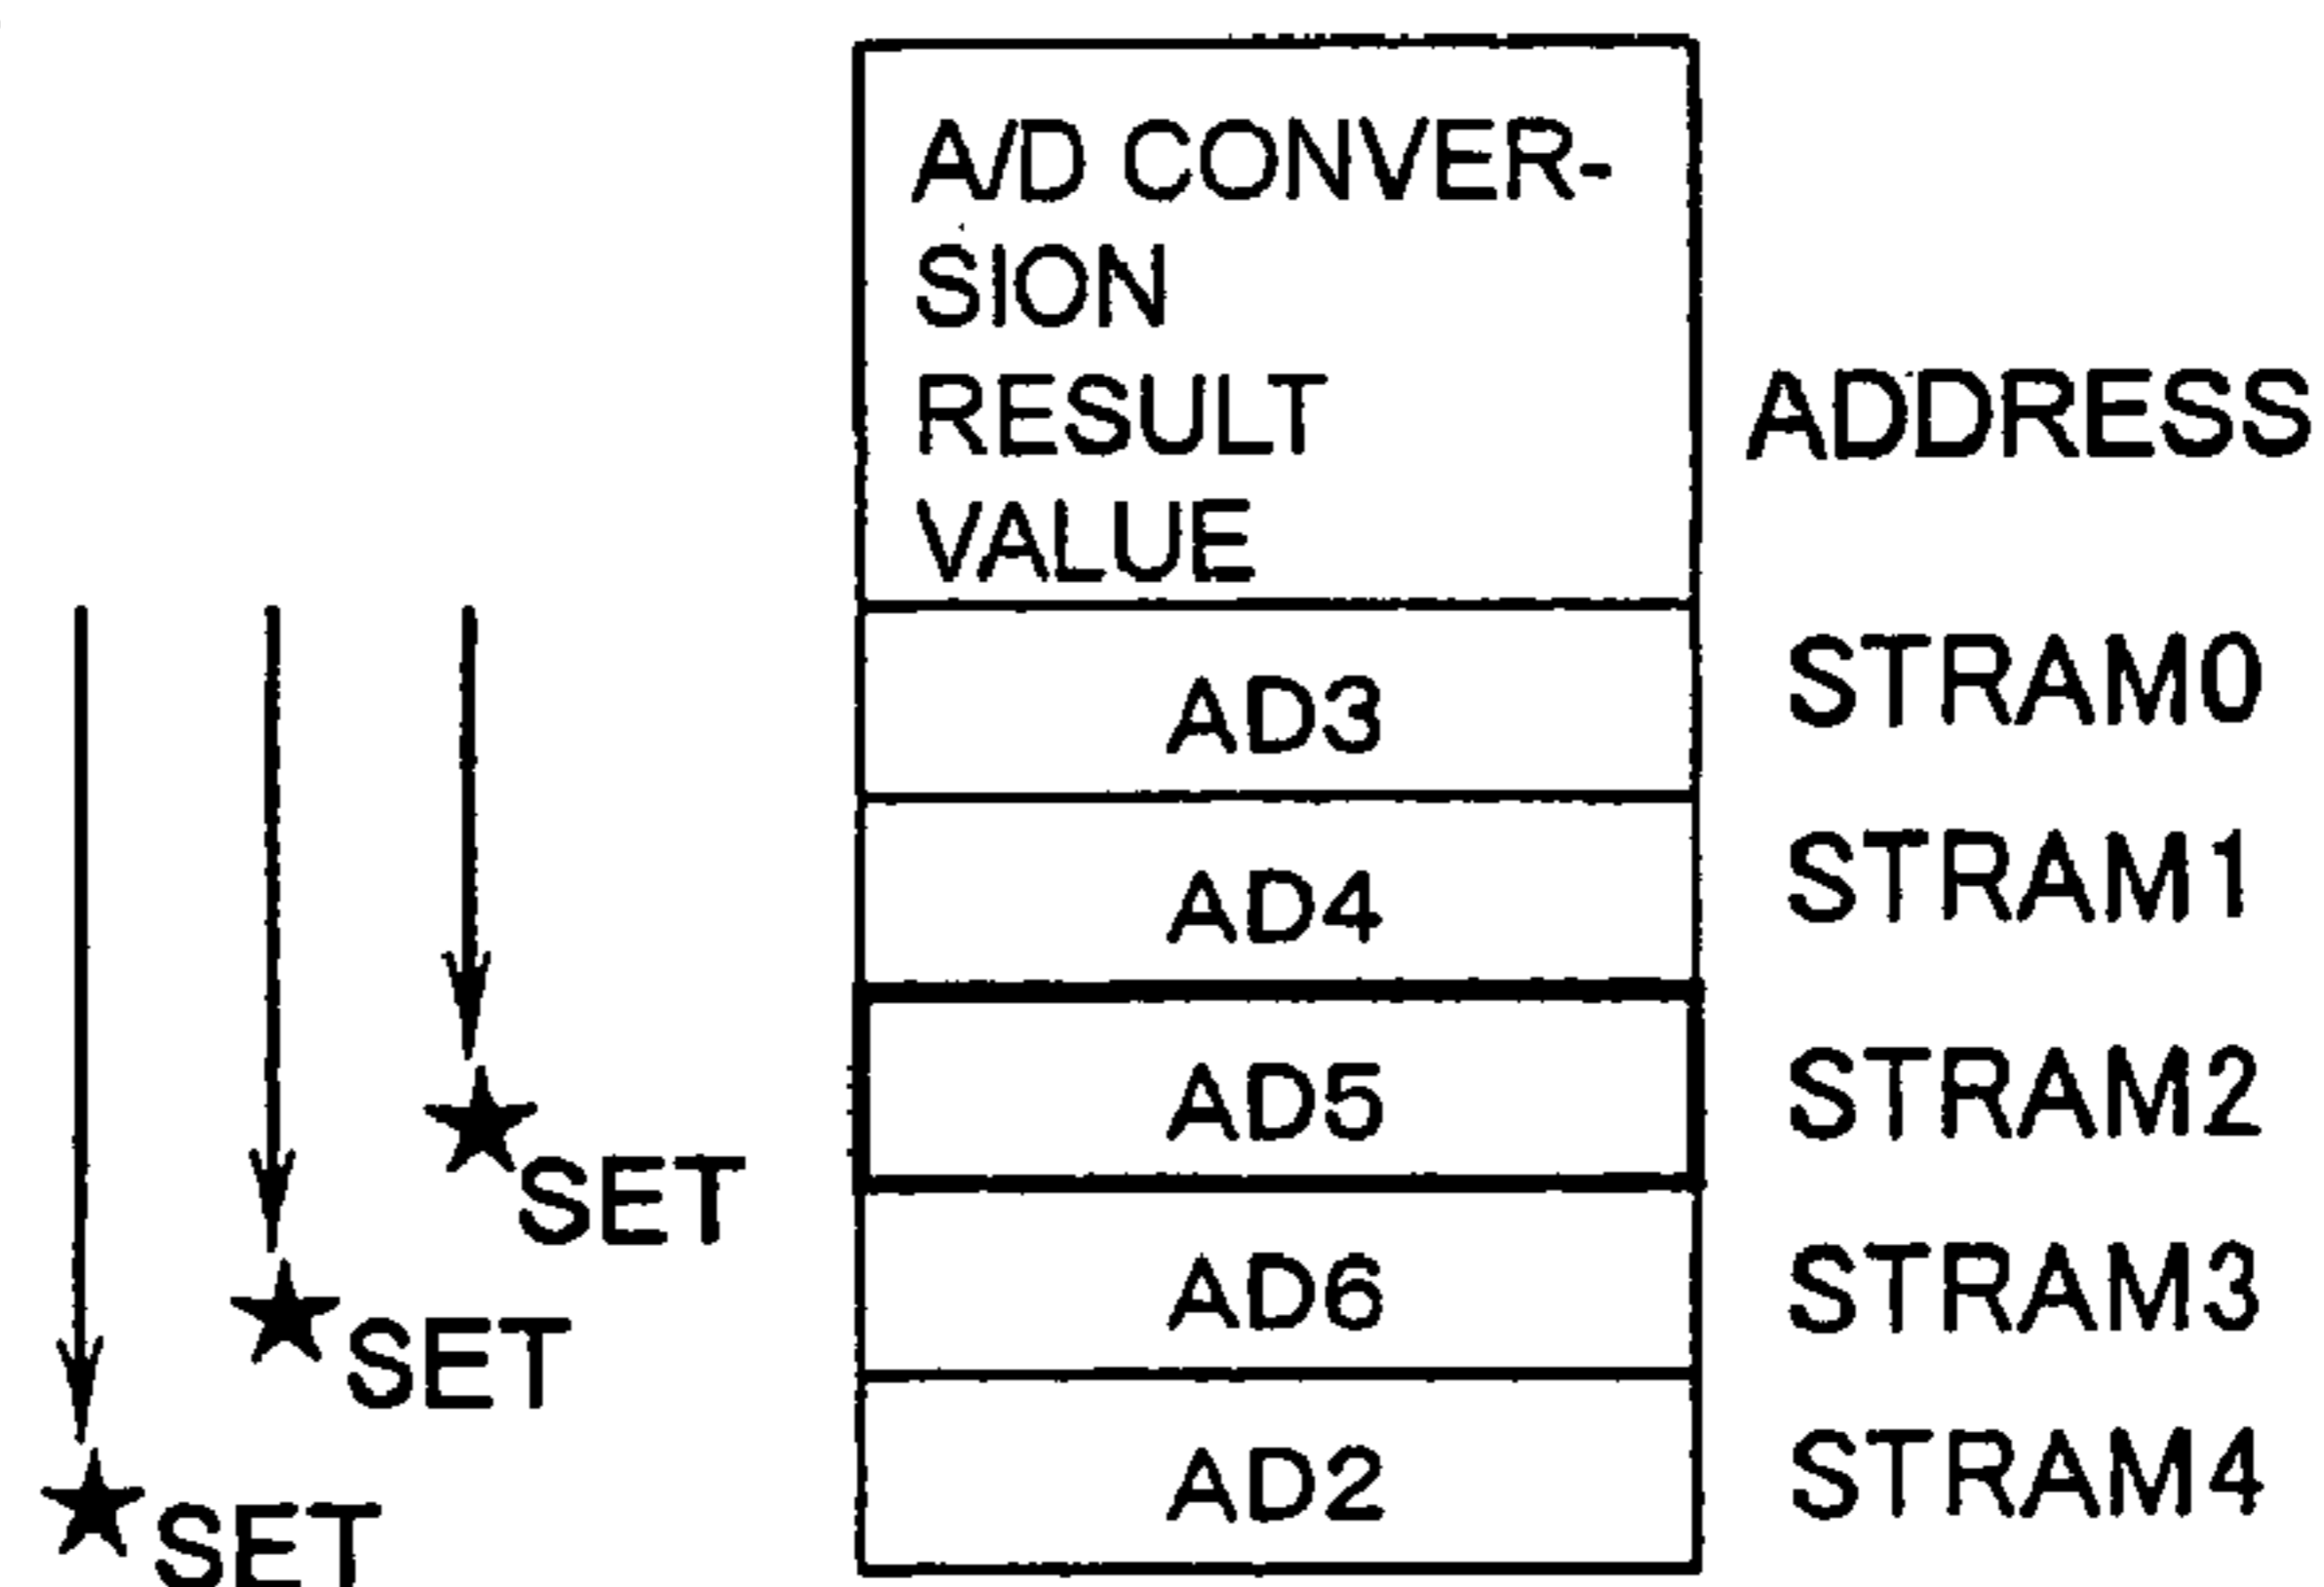 A/D CONVER-
SION
RESULT
VALUE
ADDRESS
AD3 STRAM0
AD4 STRAM1
AD5 STRAM2
SET
AD6 STRAM3
SET
AD2 STRAM4
SET